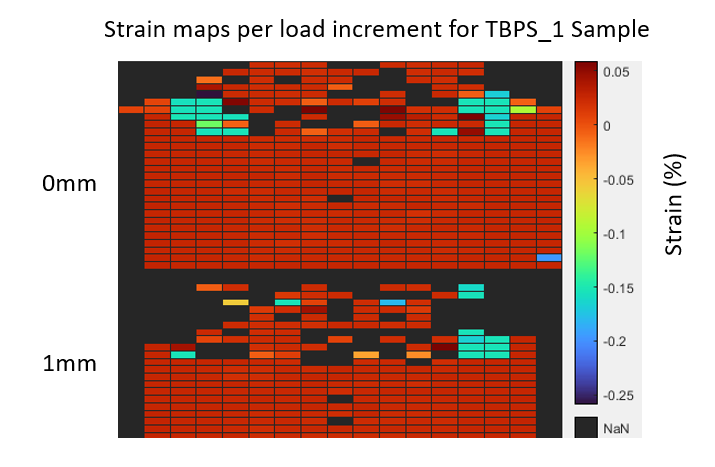 Strain maps per load increment for TBPS_1 Sample
0mm
1mm
0.05
0
-0.05
-0.1
-0.15
-0.2
-0.25
NaN
Strain (%)